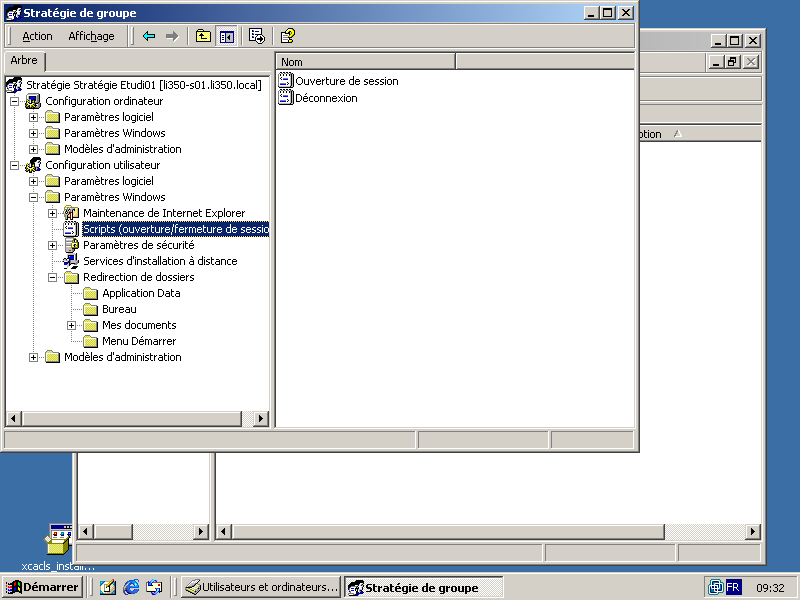 Stratégie de groupe
Action Affichage
Arbre
Nom
Stratégie Stratégie Etudi01 [li350-s01.li350.local]
Configuration ordinateur
Paramètres logiciel
Paramètres Windows
Modèles d'administration
Configuration utilisateur
Paramètres logiciel
Paramètres Windows
Maintenance de Internet Explorer
Scripts (ouverture/fermeture de sessio
Paramètres de sécurité
Services d'installation à distance
Redirection de dossiers
Application Data
Bureau
Mes documents
Menu Démarrer
Modèles d'administration
Ouverture de session
Déconnexion
ption
xcacls_install...
Démarrer
Utilisateurs et ordinateurs...
Stratégie de groupe
FR
09:32